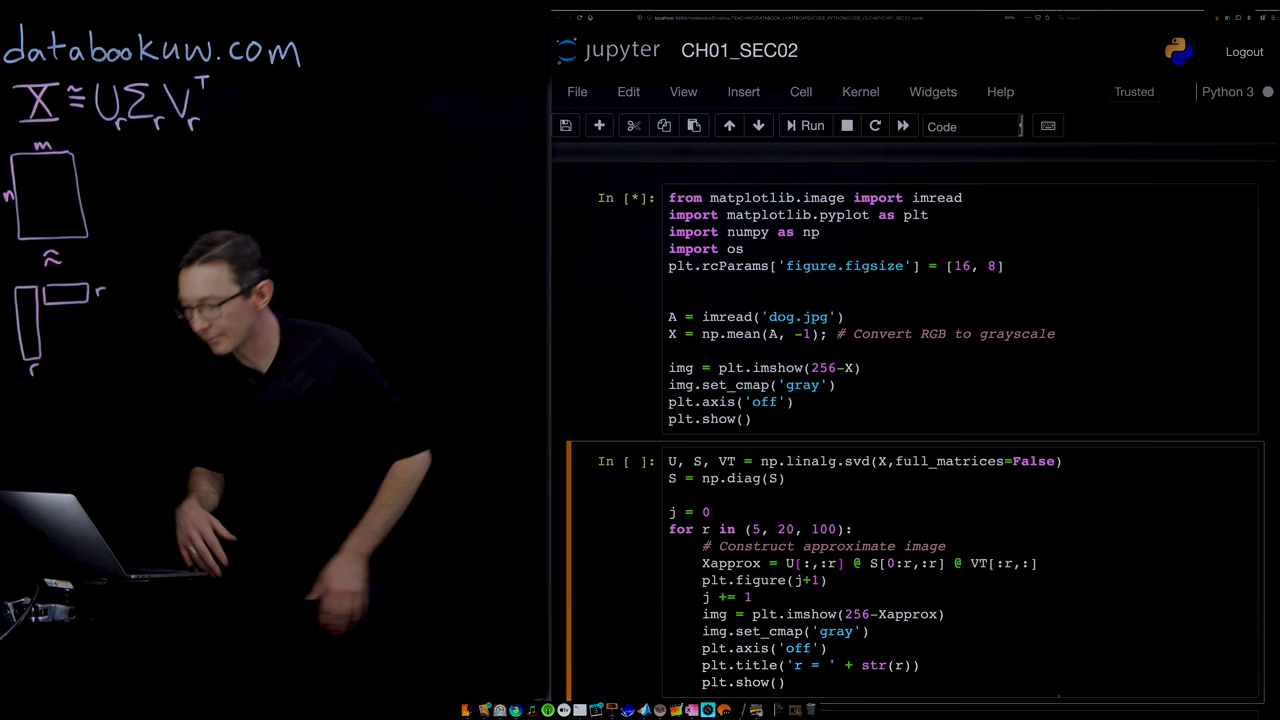 databookuw.com
X ≅ UᵣΣᵣVᵣᵀ
m
n
≈
r
r
jupyter CH01_SEC02
Logout
File Edit View Insert Cell Kernel Widgets Help
Trusted
Python 3
Run
Code
In [*]:
from matplotlib.image import imread
import matplotlib.pyplot as plt
import numpy as np
import os
plt.rcParams['figure.figsize'] = [16, 8]
A = imread('dog.jpg')
X = np.mean(A, -1); # Convert RGB to grayscale
img = plt.imshow(256-X)
img.set_cmap('gray')
plt.axis('off')
plt.show()
In [ ]:
U, S, VT = np.linalg.svd(X,full_matrices=False)
S = np.diag(S)
j = 0
for r in (5, 20, 100):
# Construct approximate image
Xapprox = U[:,:r] @ S[0:r,:r] @ VT[:r,:]
plt.figure(j+1)
j += 1
img = plt.imshow(256-Xapprox)
img.set_cmap('gray')
plt.axis('off')
plt.title('r = ' + str(r))
plt.show()